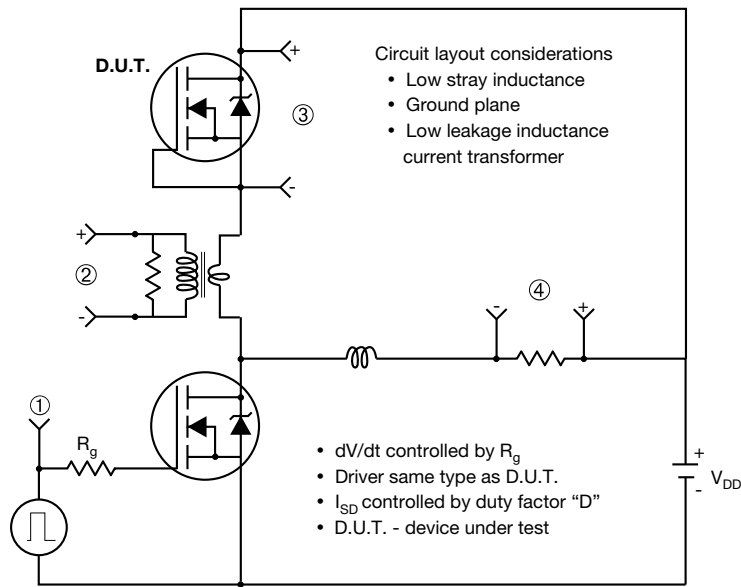 D.U.T.
+
Circuit layout considerations
• Low stray inductance
• Ground plane
• Low leakage inductance
current transformer
③
-
+
②
-
④
- +
①
R_g
• dV/dt controlled by R_g
• Driver same type as D.U.T.
• I_SD controlled by duty factor “D”
• D.U.T. - device under test
+
V_DD
-